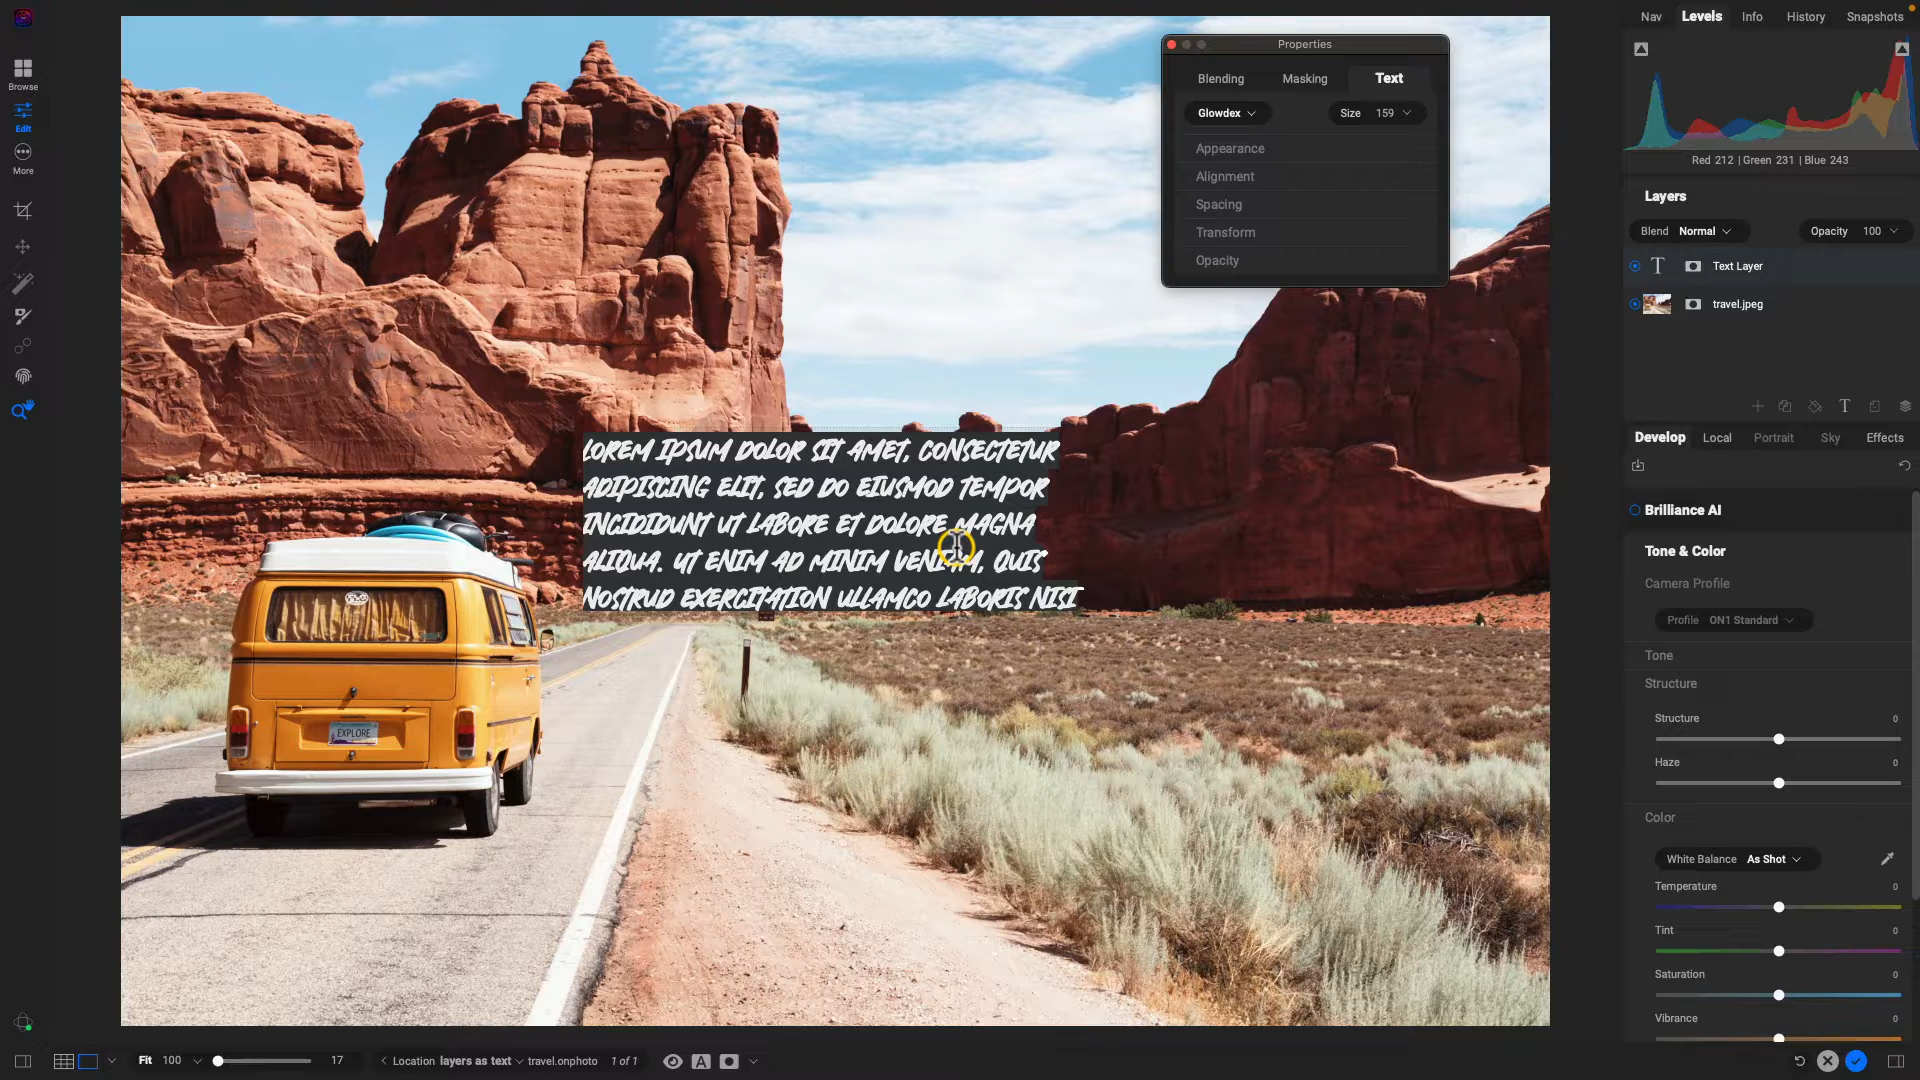 Nav Levels Info History Snapshots
Browse
Edit
More
Properties
Blending Masking Text
Glowdex Size 159
Appearance
Alignment
Spacing
Transform
Opacity
Red 212 | Green 231 | Blue 243
Layers
Blend Normal Opacity 100
T Text Layer
travel.jpeg
T
Develop Local Portrait Sky Effects
Brilliance AI
Tone & Color
Camera Profile
Profile ON1 Standard
Tone
Structure
Structure 0
Haze 0
Color
White Balance As Shot
Temperature 0
Tint 0
Saturation 0
Vibrance
LOREM IPSUM DOLOR SIT AMET, CONSECTETUR
ADIPISCING ELIT, SED DO EIUSMOD TEMPOR
INCIDIDUNT UT LABORE ET DOLORE MAGNA
ALIQUA. UT ENIM AD MINIM VENIAM, QUIS
NOSTRUD EXERCITATION ULLAMCO LABORIS NISI
EXPLORE
Fit 100 17 Location layers as text travel.onphoto 1 of 1 A